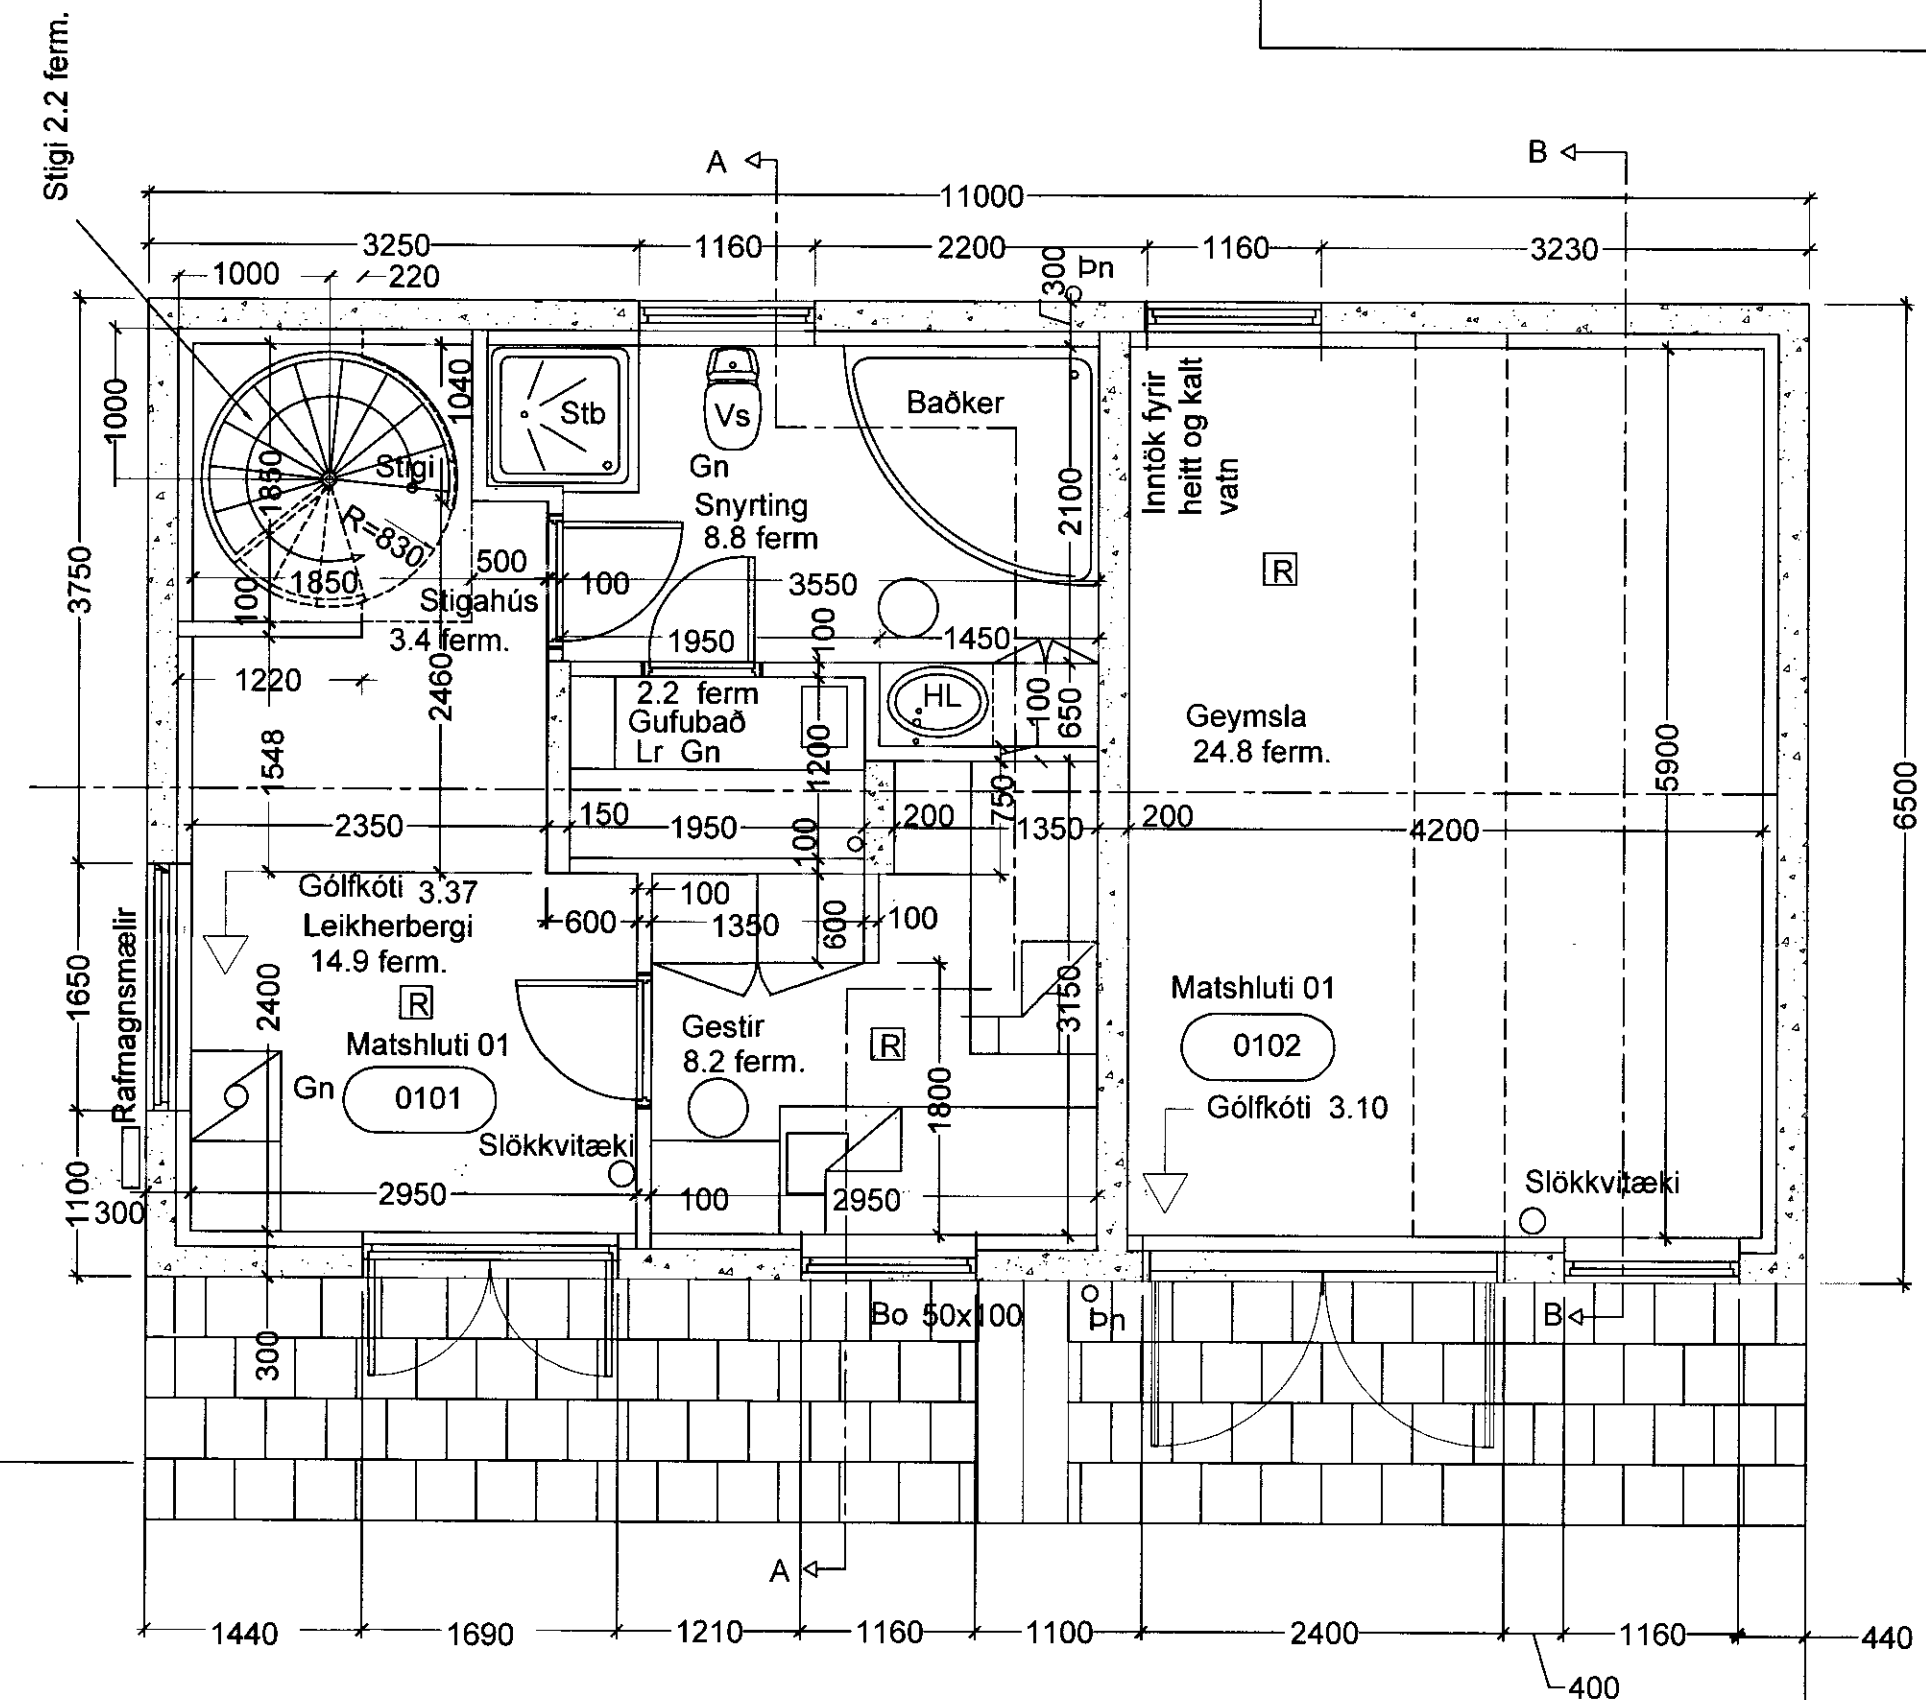 Stigi 2.2 ferm.
A
B
11000
3250
1160
2200
1160
3230
1000
220
300
Þn
1000
1040
Stb
Vs
Baðker
Inntök fyrir
heitt og kalt
vatn
Stigi
1850
R=830
Gn
Snyrting
8.8 ferm
2100
500
1850
100
100
3550
R
3750
Stigahús
3.4 ferm.
1950
100
1450
1220
2460
2.2 ferm
Gufubað
Lr Gn
HL
100
650
1200
Geymsla
24.8 ferm.
1548
5900
6500
2350
150
1950
100
200
750
1350
200
4200
Gólfkóti 3.37
Leikherbergi
14.9 ferm.
100
600
1350
600
100
Rafmagnsmælir
1650
2400
R
Matshluti 01
0101
Gn
Gestir
8.2 ferm.
R
3150
1800
Matshluti 01
0102
Gólfkóti 3.10
Slökkvitæki
Slökkvitæki
1100
300
2950
100
2950
300
Bo 50x100
Þn
B
A
1440
1690
1210
1160
1100
2400
1160
440
400